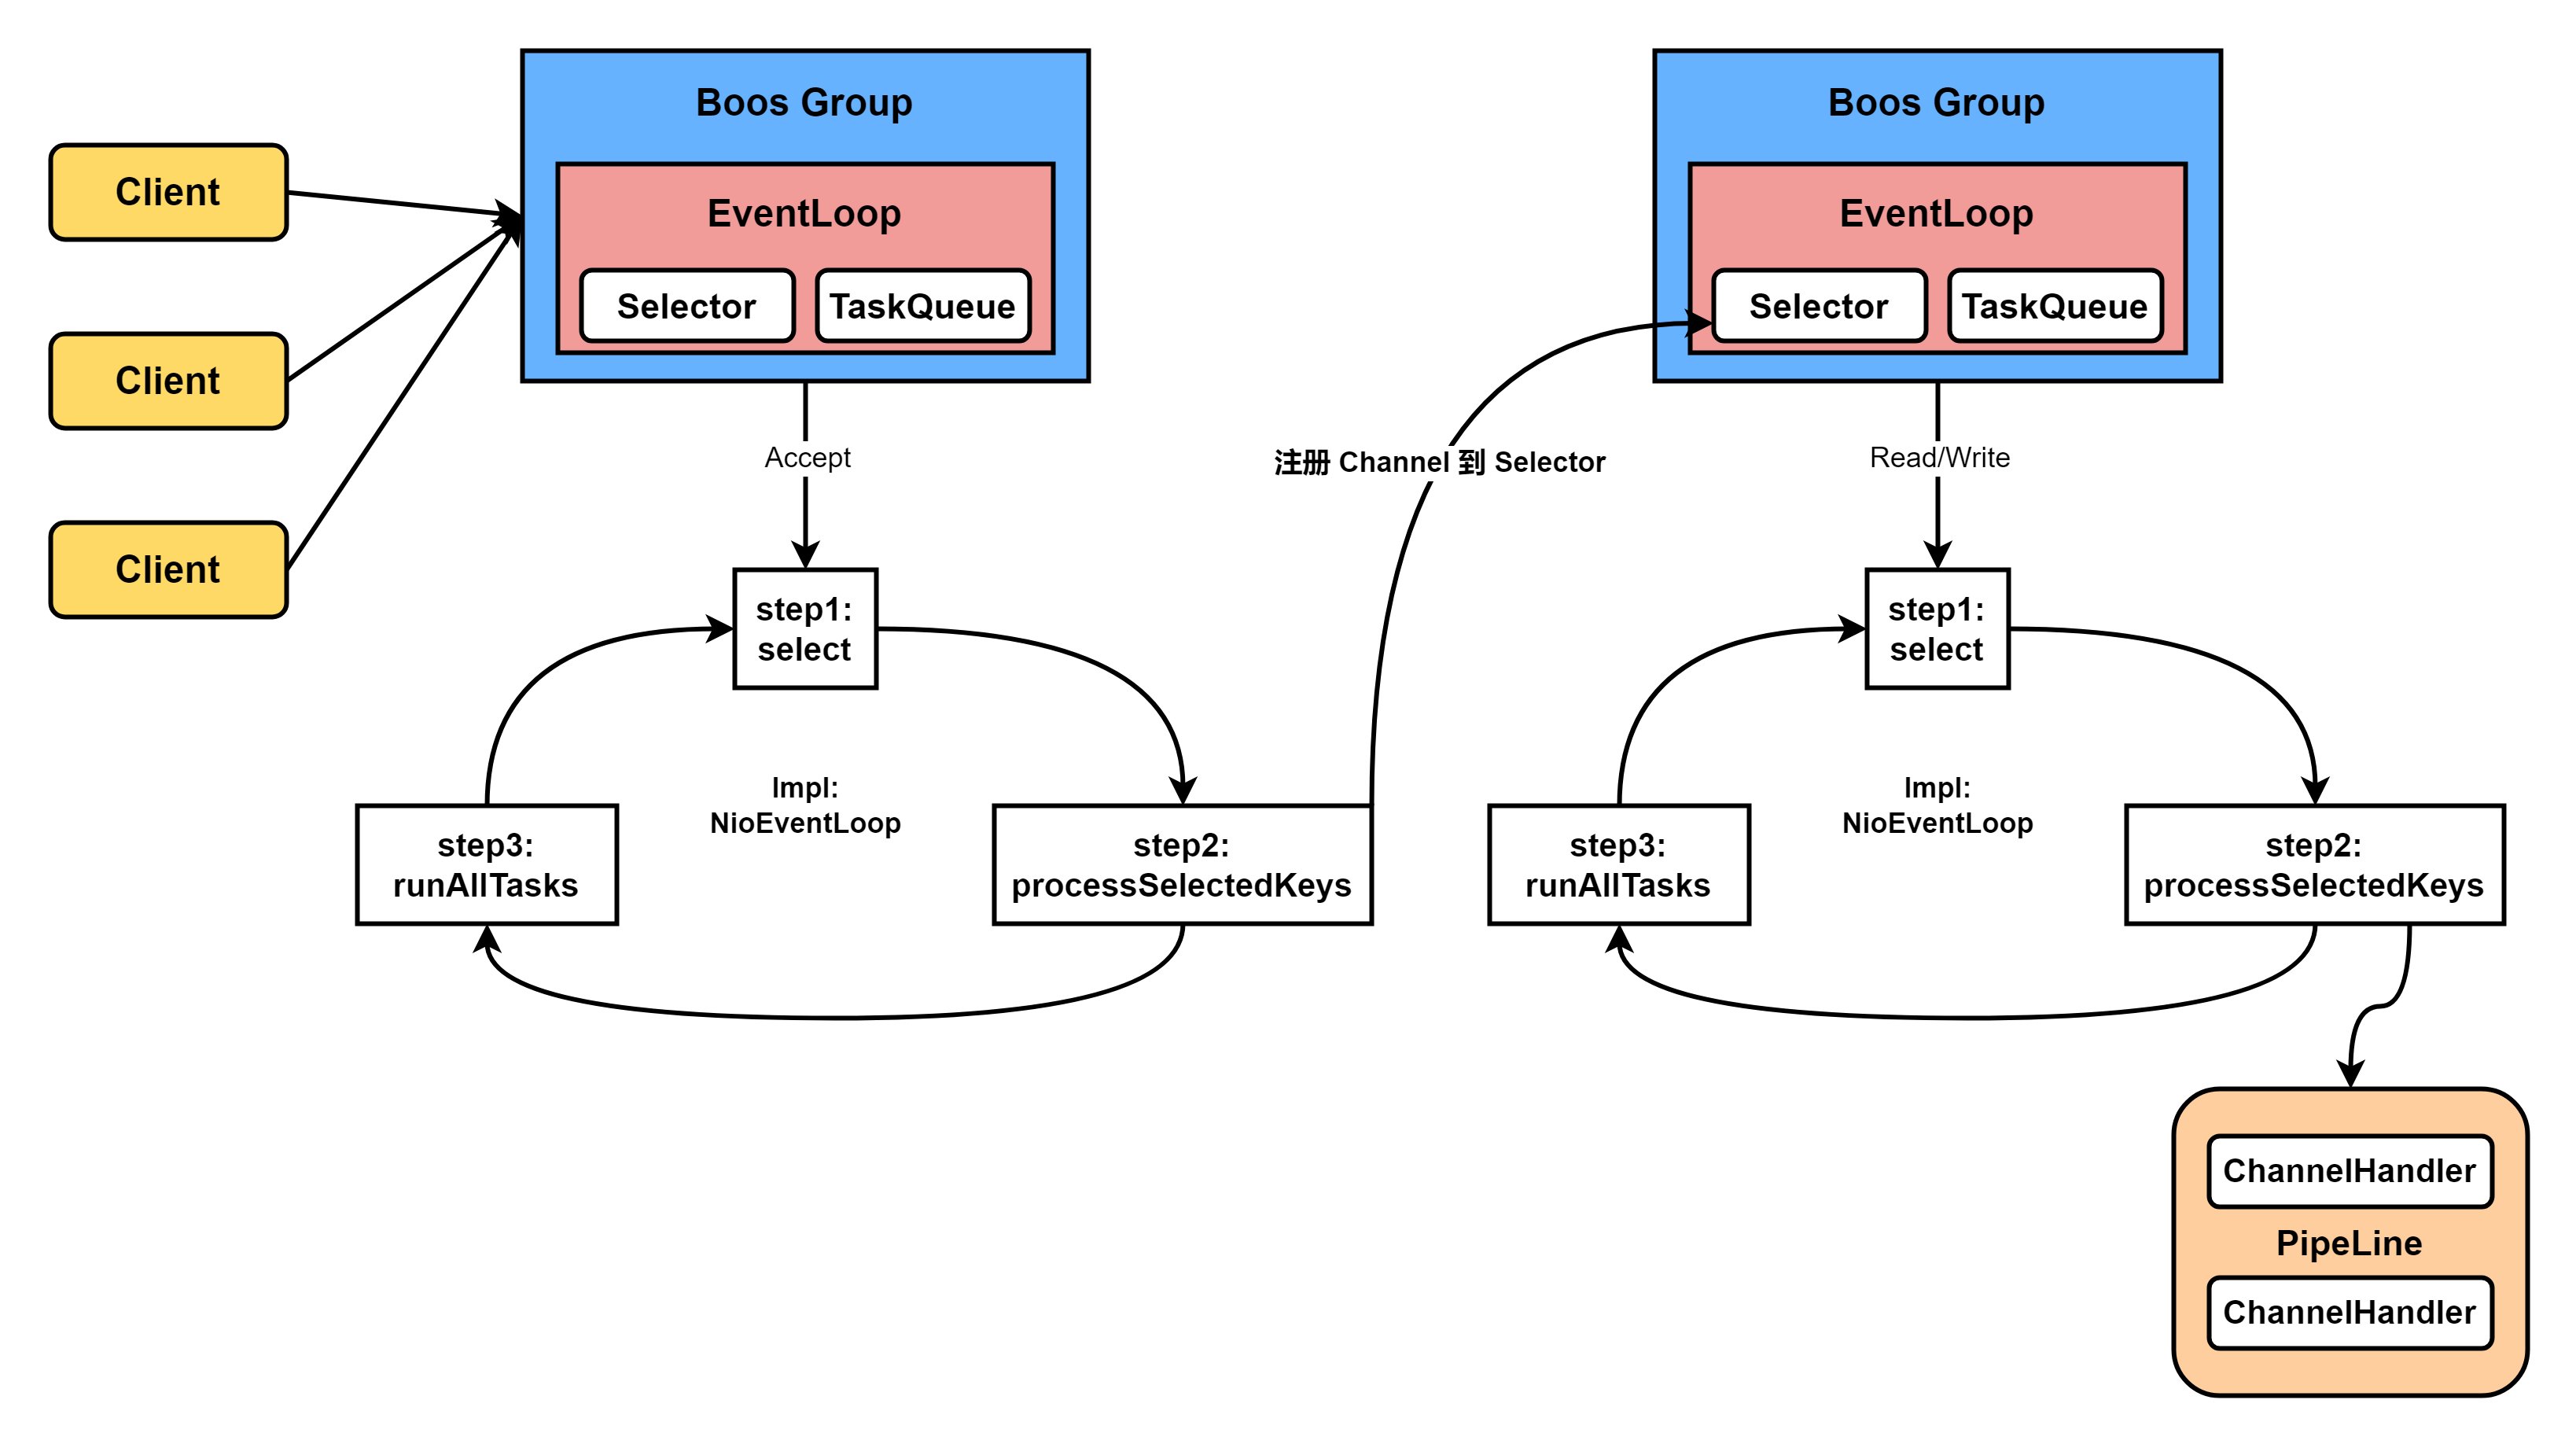 Client
Client
Client
Boos Group
EventLoop
Selector
TaskQueue
Accept
step1:
select
Impl:
NioEventLoop
step3:
runAllTasks
step2:
processSelectedKeys
注册 Channel 到 Selector
Boos Group
EventLoop
Selector
TaskQueue
Read/Write
step1:
select
Impl:
NioEventLoop
step3:
runAllTasks
step2:
processSelectedKeys
ChannelHandler
PipeLine
ChannelHandler